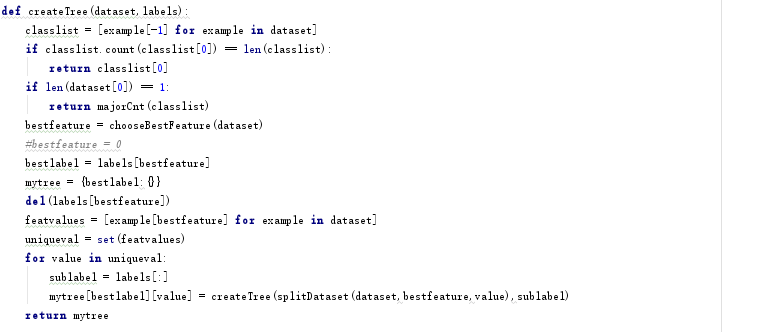 def createTree(dataset, labels):
    classlist = [example[-1] for example in dataset]
    if classlist.count(classlist[0]) == len(classlist):
        return classlist[0]
    if len(dataset[0]) == 1:
        return majorCnt(classlist)
    bestfeature = chooseBestFeature(dataset)
    #bestfeature = 0
    bestlabel = labels[bestfeature]
    mytree = {bestlabel:{}}
    del(labels[bestfeature])
    featvalues = [example[bestfeature] for example in dataset]
    uniqueval = set(featvalues)
    for value in uniqueval:
        sublabel = labels[:]
        mytree[bestlabel][value] = createTree(splitDataset(dataset,bestfeature,value),sublabel)
    return mytree